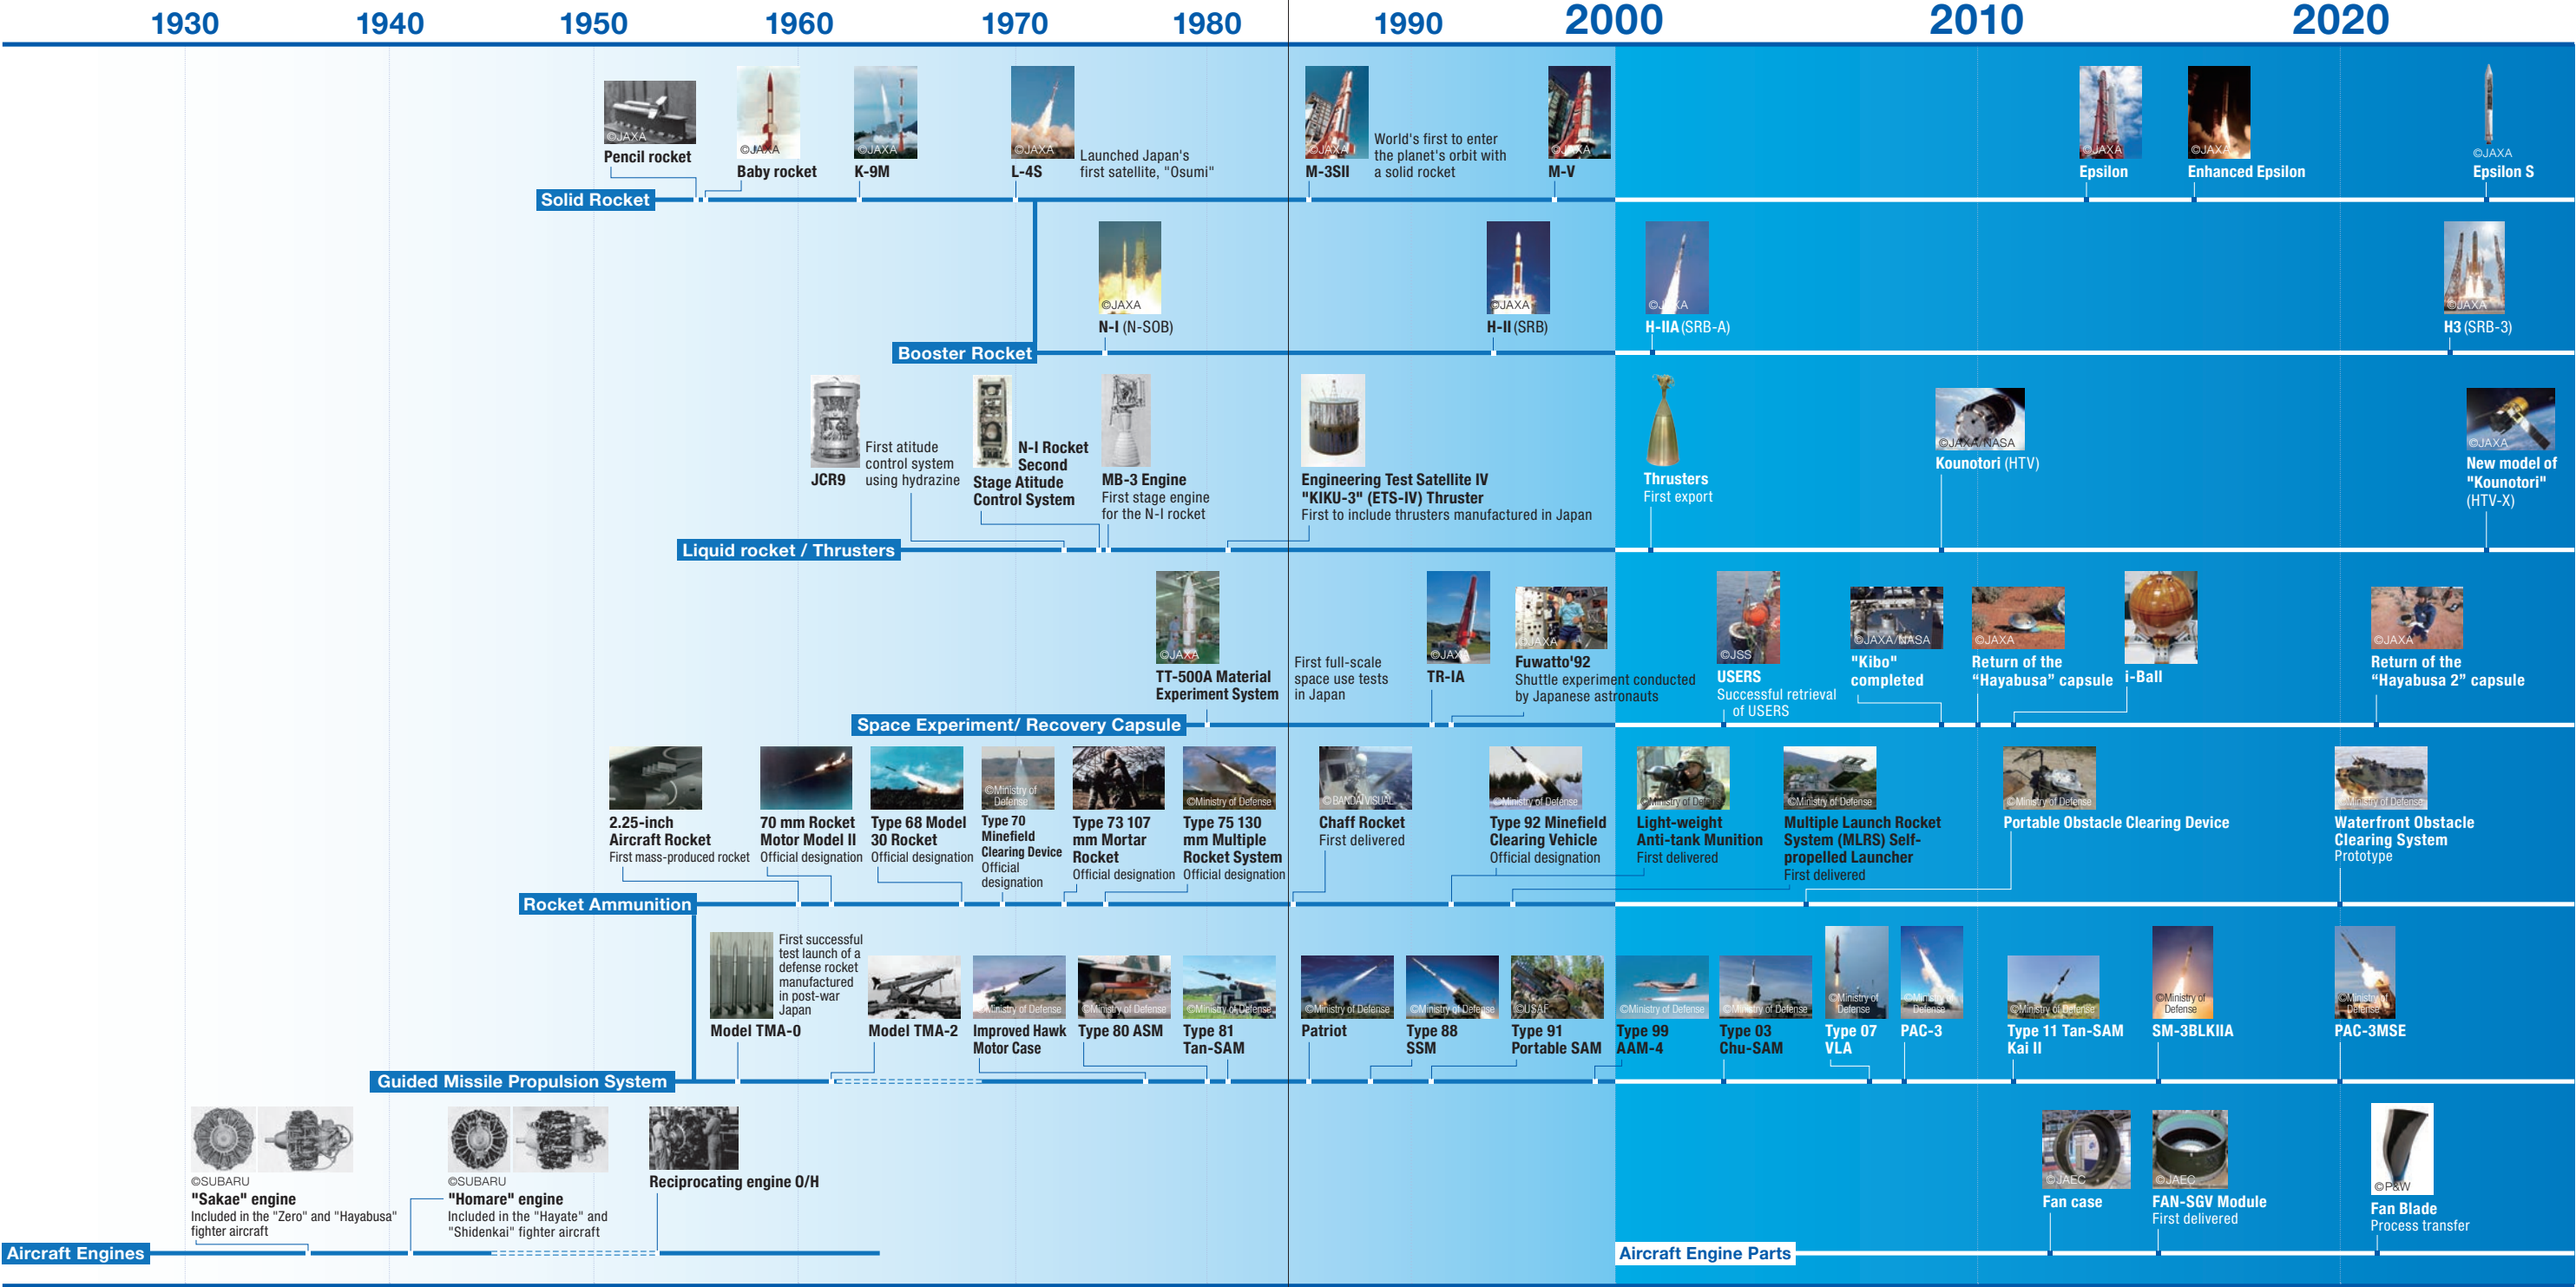 1930 1940 1950 1960 1970 1980 1990 2000 2010 2020
©JAXA
Pencil rocket
©JAXA
Baby rocket
©JAXA
K-9M
©JAXA
L-4S
Launched Japan's
first satellite, "Osumi"
©JAXA
M-3SII
World's first to enter
the planet's orbit with
a solid rocket
©JAXA
M-V
©JAXA
Epsilon
©JAXA
Enhanced Epsilon
©JAXA
Epsilon S
Solid Rocket
©JAXA
N-I (N-SOB)
©JAXA
H-II (SRB)
©JAXA
H-IIA (SRB-A)
©JAXA
H3 (SRB-3)
Booster Rocket
JCR9
First atitude
control system
using hydrazine
N-I Rocket
Second
Stage Atitude
Control System
MB-3 Engine
First stage engine
for the N-I rocket
Engineering Test Satellite IV
"KIKU-3" (ETS-IV) Thruster
First to include thrusters manufactured in Japan
Thrusters
First export
©JAXA/NASA
Kounotori (HTV)
©JAXA
New model of
"Kounotori"
(HTV-X)
Liquid rocket / Thrusters
©JAXA
TT-500A Material
Experiment System
First full-scale
space use tests
in Japan
©JAXA
TR-IA
©JAXA
Fuwatto'92
Shuttle experiment conducted
by Japanese astronauts
©JSS
USERS
Successful retrieval
of USERS
©JAXA/NASA
"Kibo"
completed
©JAXA
Return of the
“Hayabusa” capsule
i-Ball
©JAXA
Return of the
“Hayabusa 2” capsule
Space Experiment/ Recovery Capsule
2.25-inch
Aircraft Rocket
First mass-produced rocket
70 mm Rocket
Motor Model II
Official designation
Type 68 Model
30 Rocket
Official designation
©Ministry of
Defense
Type 70
Minefield
Clearing Device
Official
designation
Type 73 107
mm Mortar
Rocket
Official designation
©Ministry of Defense
Type 75 130
mm Multiple
Rocket System
Official designation
©BANDAIVISUAL
Chaff Rocket
First delivered
©Ministry of Defense
Type 92 Minefield
Clearing Vehicle
Official designation
©Ministry of Defense
Light-weight
Anti-tank Munition
First delivered
©Ministry of Defense
Multiple Launch Rocket
System (MLRS) Self-
propelled Launcher
First delivered
©Ministry of Defense
Portable Obstacle Clearing Device
©Ministry of Defense
Waterfront Obstacle
Clearing System
Prototype
Rocket Ammunition
Model TMA-0
First successful
test launch of a
defense rocket
manufactured
in post-war
Japan
Model TMA-2
©Ministry of Defense
Improved Hawk
Motor Case
©Ministry of Defense
Type 80 ASM
©Ministry of Defense
Type 81
Tan-SAM
©Ministry of Defense
Patriot
©Ministry of Defense
Type 88
SSM
©USAF
Type 91
Portable SAM
©Ministry of Defense
Type 99
AAM-4
©Ministry of Defense
Type 03
Chu-SAM
©Ministry of
Defense
Type 07
VLA
©Ministry of
Defense
PAC-3
©Ministry of Defense
Type 11 Tan-SAM
Kai II
©Ministry of
Defense
SM-3BLKIIA
©Ministry of
Defense
PAC-3MSE
Guided Missile Propulsion System
©SUBARU
"Sakae" engine
Included in the "Zero" and "Hayabusa"
fighter aircraft
©SUBARU
"Homare" engine
Included in the "Hayate" and
"Shidenkai" fighter aircraft
Reciprocating engine O/H
©JAEC
Fan case
©JAEC
FAN-SGV Module
First delivered
©P&W
Fan Blade
Process transfer
Aircraft Engines
Aircraft Engine Parts